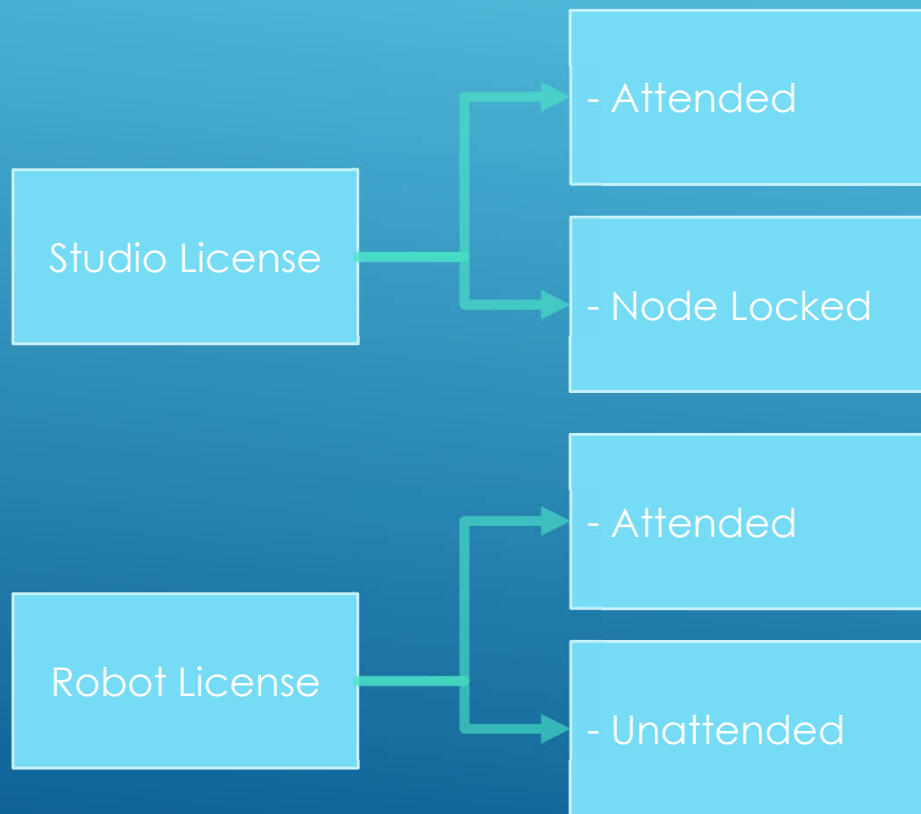 Studio License
- Attended
- Node Locked
Robot License
- Attended
- Unattended